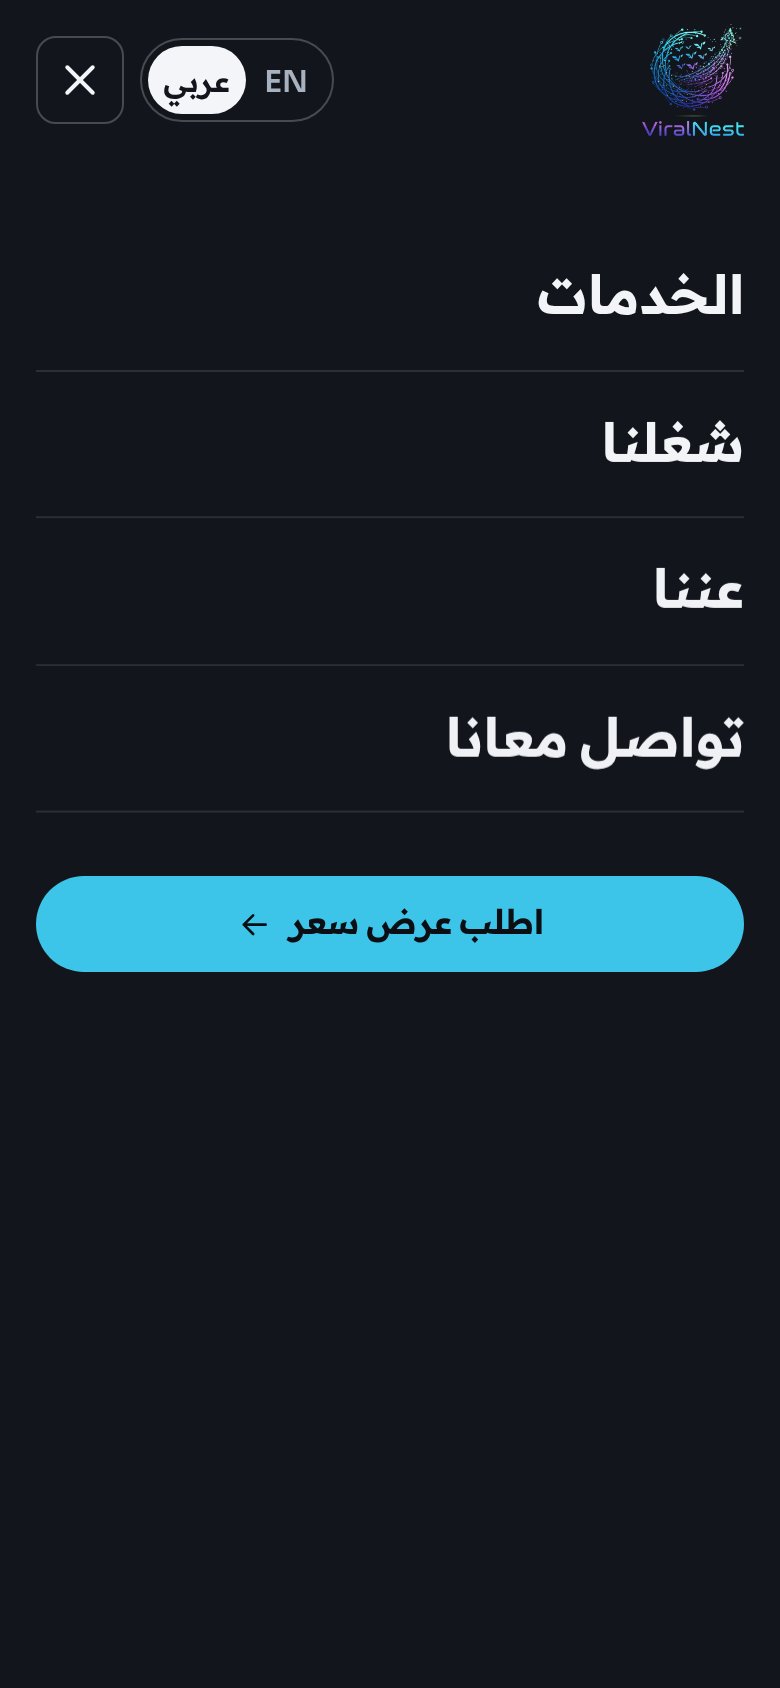 ViralNest
EN
عربي
الخدمات
شغلنا
عننا
تواصل معانا
اطلب عرض سعر ←